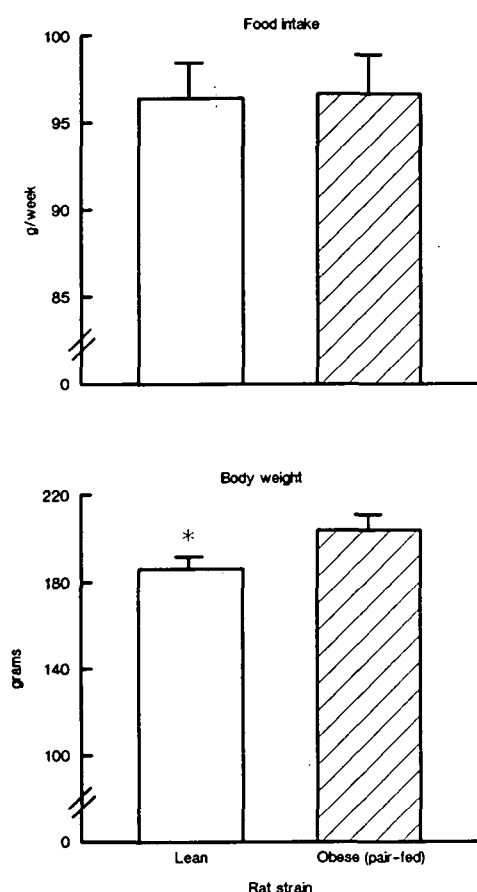 Food intake
100
95
90
85
0
g/week
Body weight
220
180
140
100
0
grams
*
Lean
Obese (pair-fed)
Rat strain